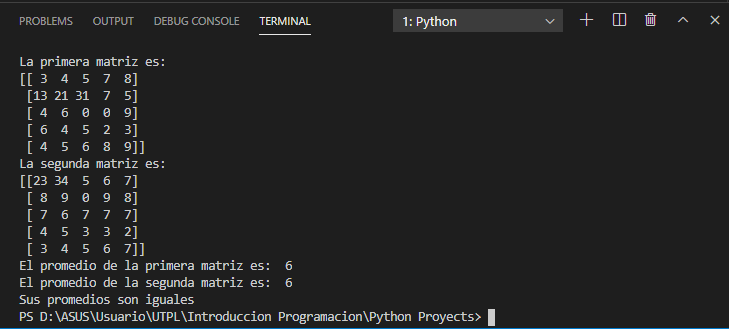 PROBLEMS OUTPUT DEBUG CONSOLE TERMINAL 1: Python
La primera matriz es:
[[ 3  4  5  7  8]
 [13 21 31  7  5]
 [ 4  6  0  0  9]
 [ 6  4  5  2  3]
 [ 4  5  6  8  9]]
La segunda matriz es:
[[23 34  5  6  7]
 [ 8  9  0  9  8]
 [ 7  6  7  7  7]
 [ 4  5  3  3  2]
 [ 3  4  5  6  7]]
El promedio de la primera matriz es:  6
El promedio de la segunda matriz es:  6
Sus promedios son iguales
PS D:\ASUS\Usuario\UTPL\Introduccion Programacion\Python Proyects>